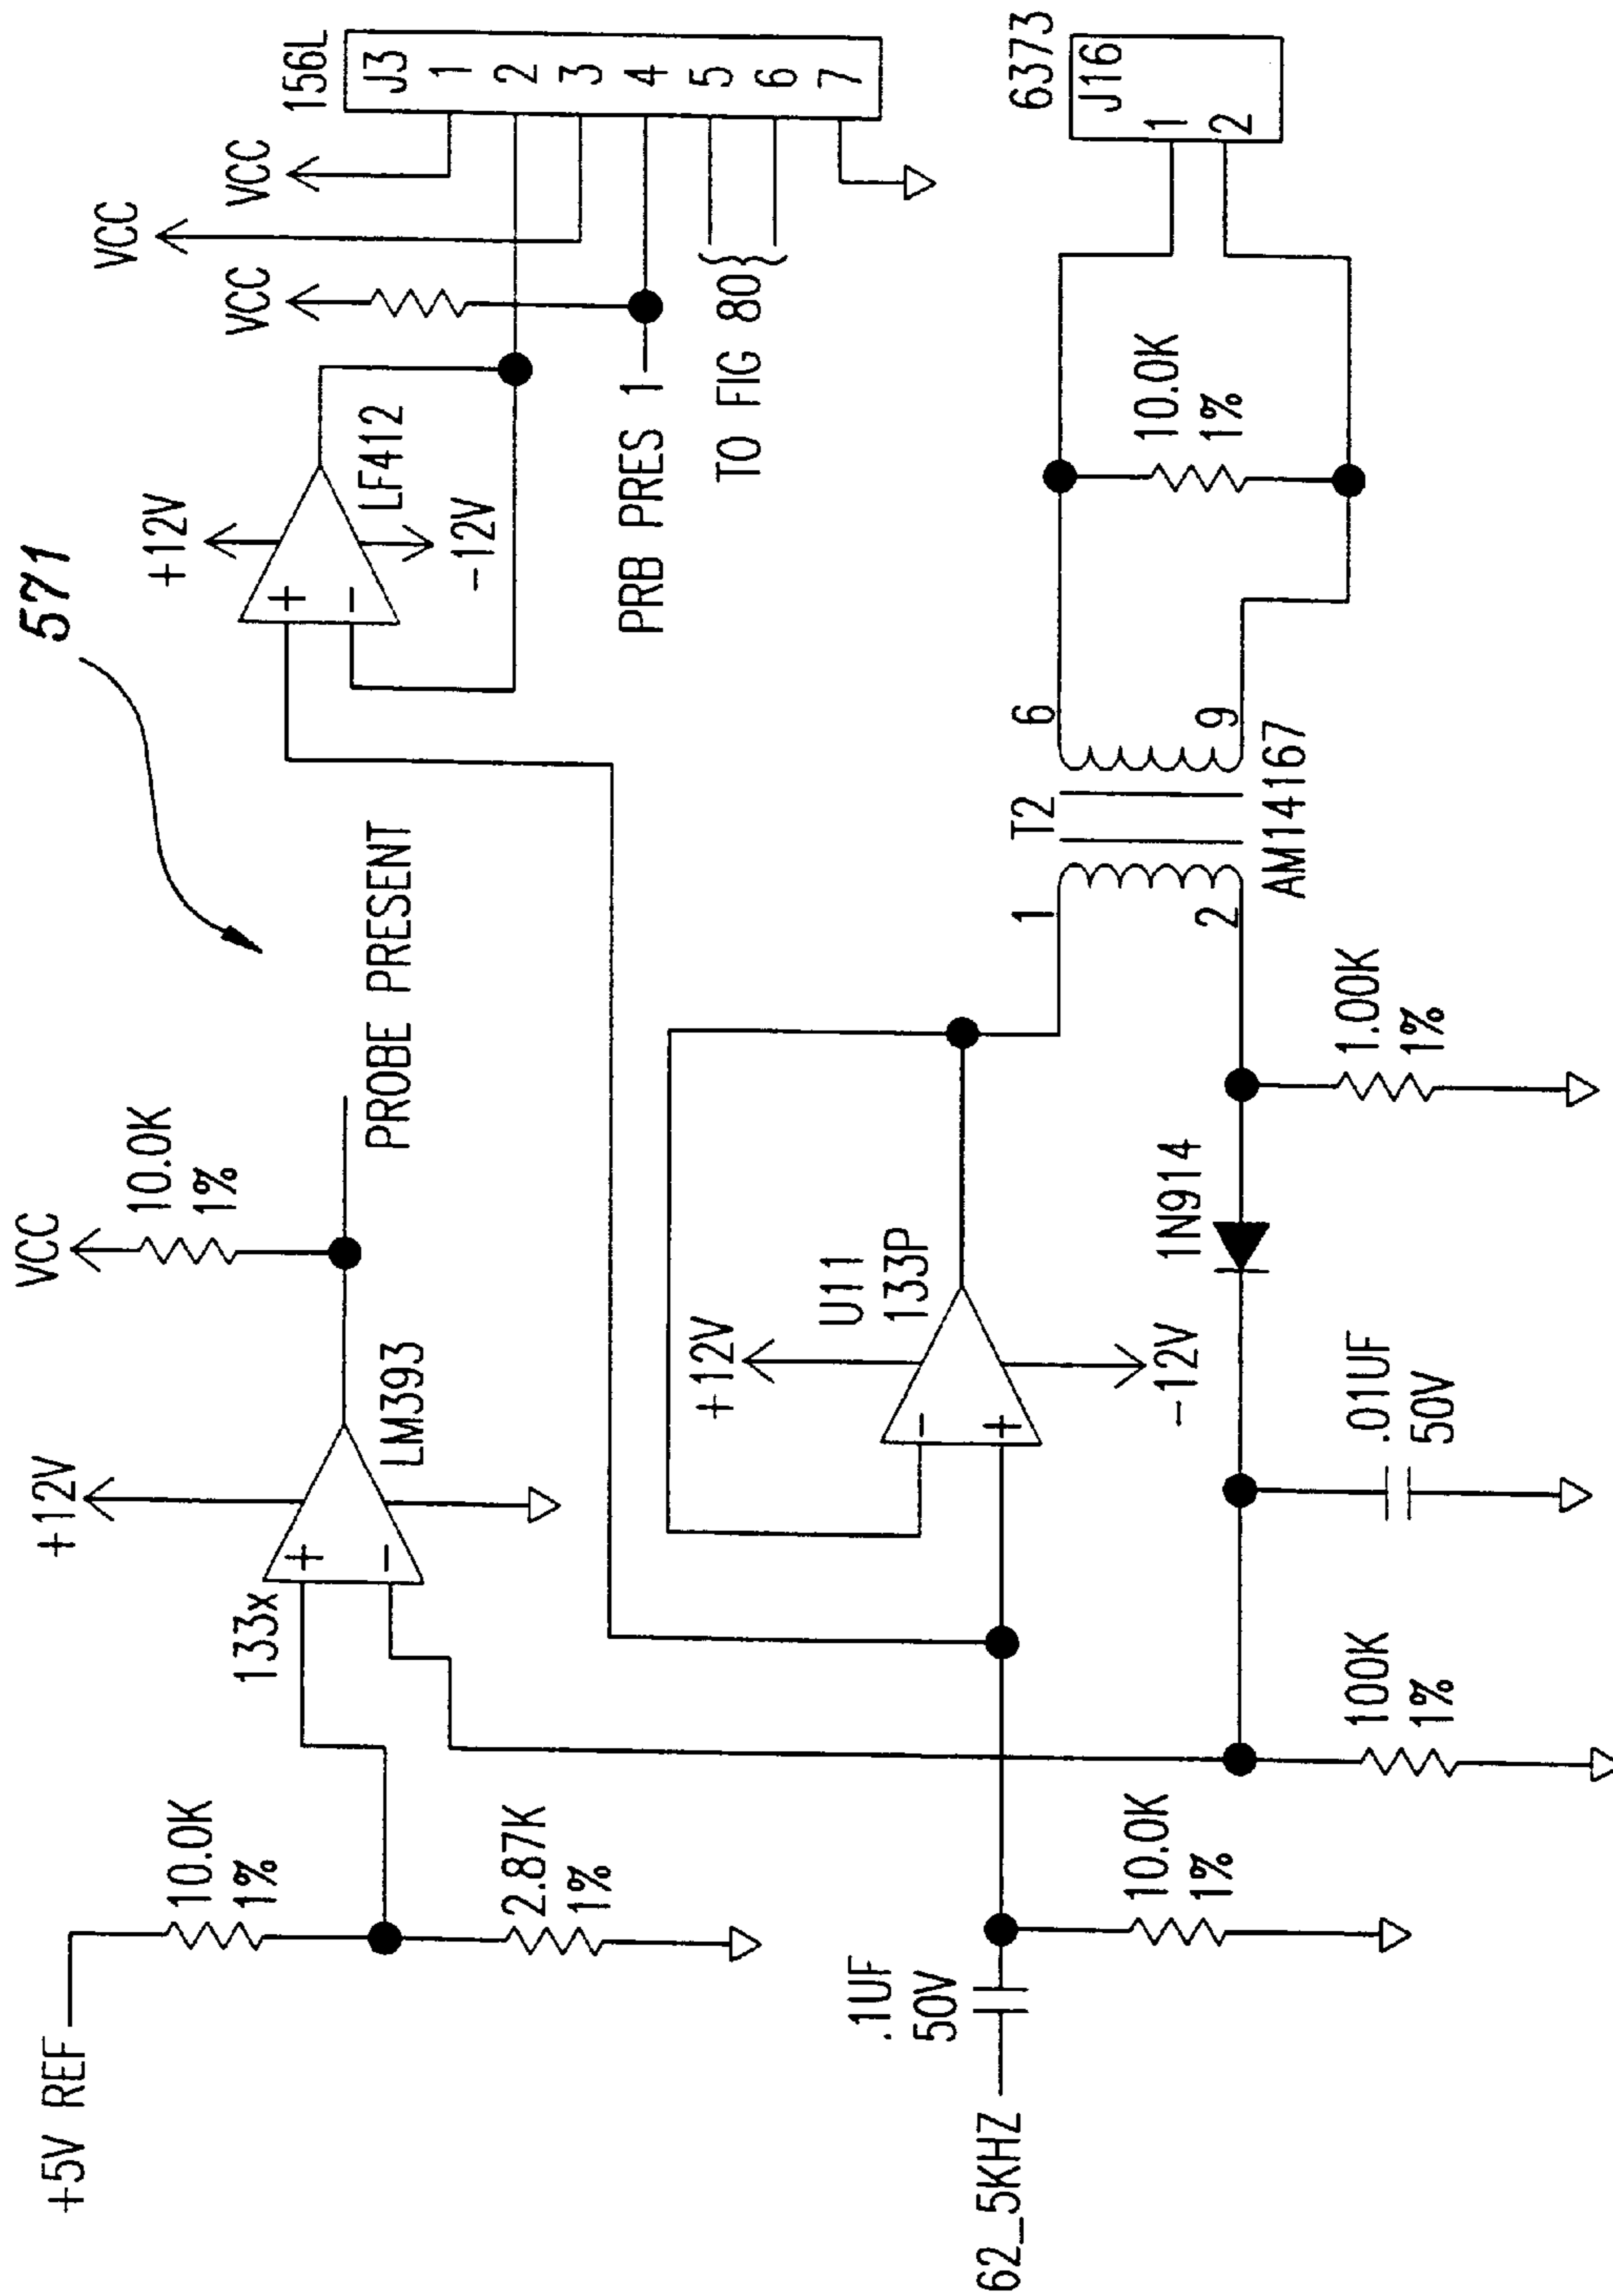 571
+5V REF
10.0K
1%
2.87K
1%
133x
+12V
LM393
VCC
10.0K
1%
PROBE PRESENT
+12V
LF412
-12V
VCC
VCC
VCC
156L
J3
1
2
3
4
5
6
7
PRB PRES 1
TO FIG 80
62_5KHZ
.1UF
50V
10.0K
1%
+12V
U11
133P
-12V
100K
1%
.01UF
50V
1N914
1.00K
1%
1
2
T2
6
9
AM14167
10.0K
1%
6373
J16
1
2